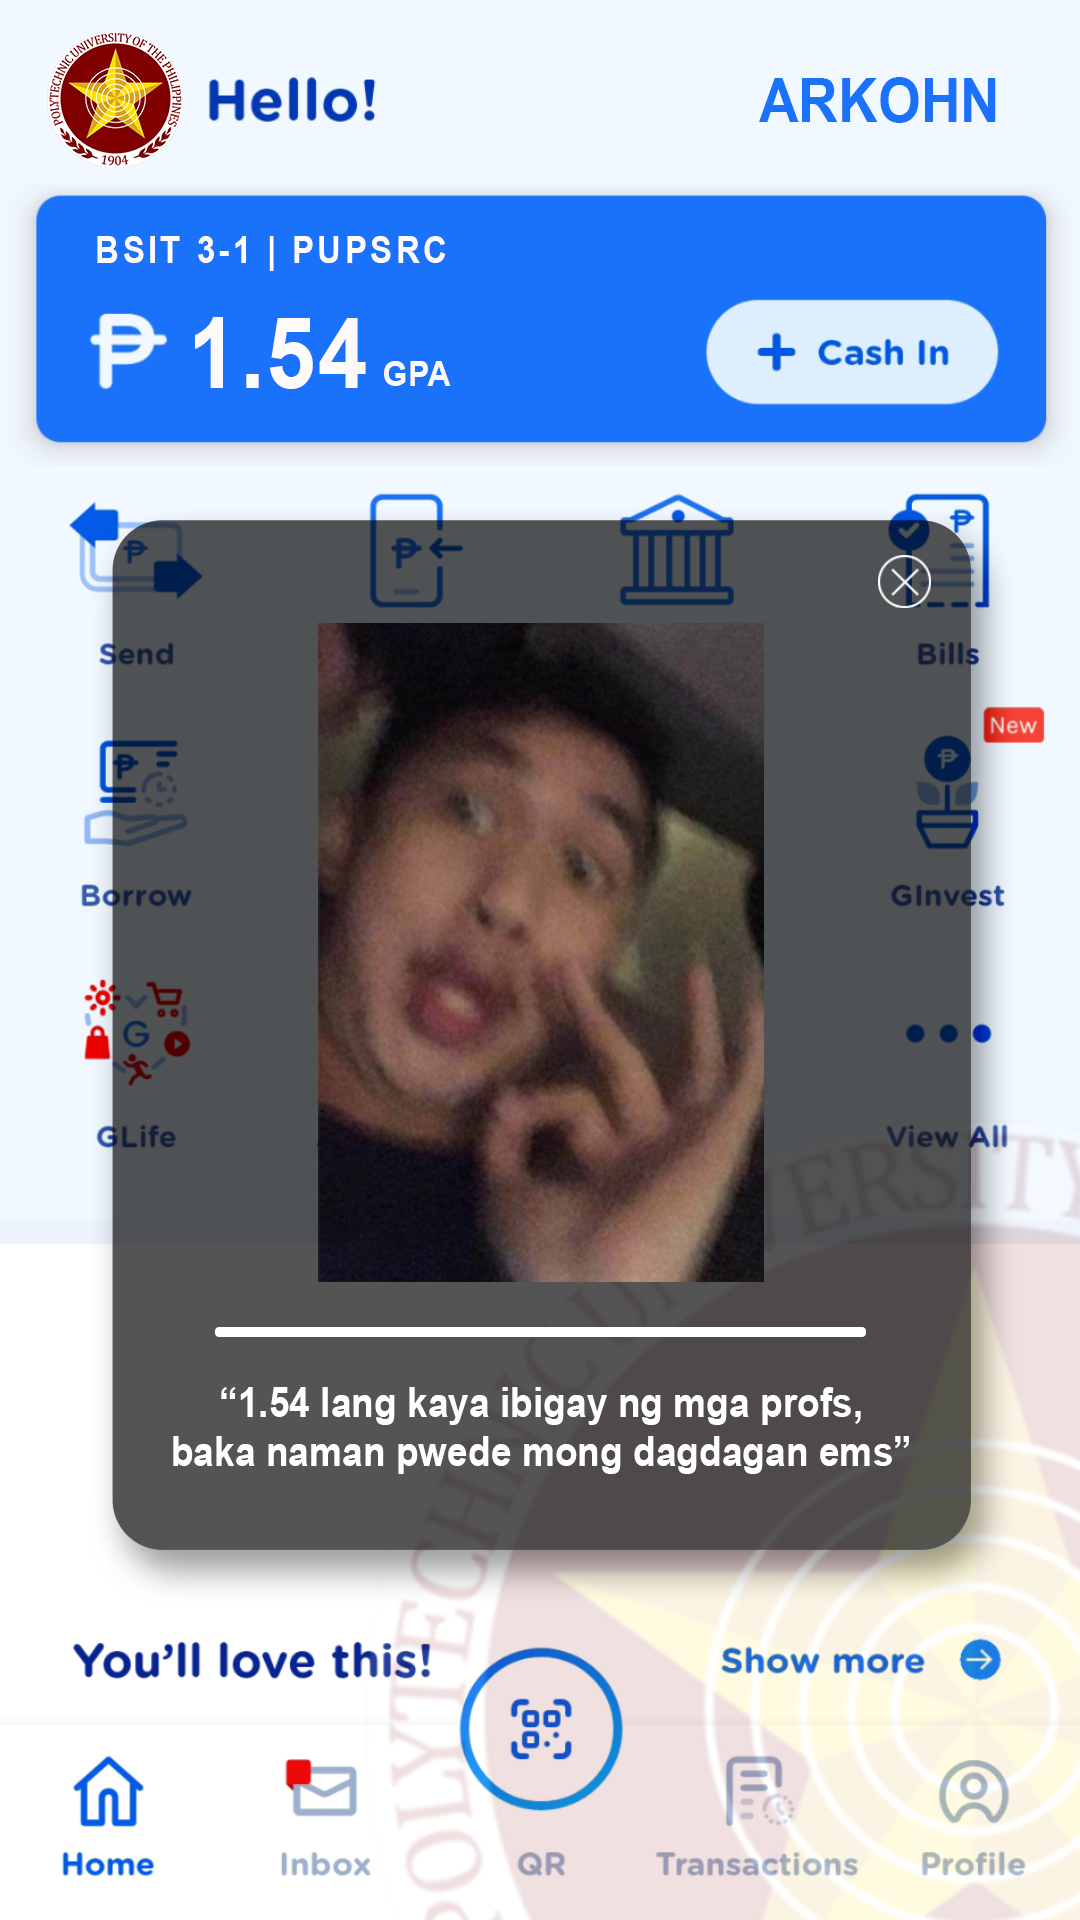 POLYTECHNIC UNIVERSITY OF THE PHILIPPINES
1904
Hello!
ARKOHN
BSIT 3-1 | PUPSRC
₱ 1.54 GPA
+ Cash In
Send
Bills
New
Borrow
GInvest
G
GLife
View All
“1.54 lang kaya ibigay ng mga profs,
baka naman pwede mong dagdagan ems”
POLYTECHNIC UNIVERSITY
You’ll love this!
Show more
Home
Inbox
QR
Transactions
Profile